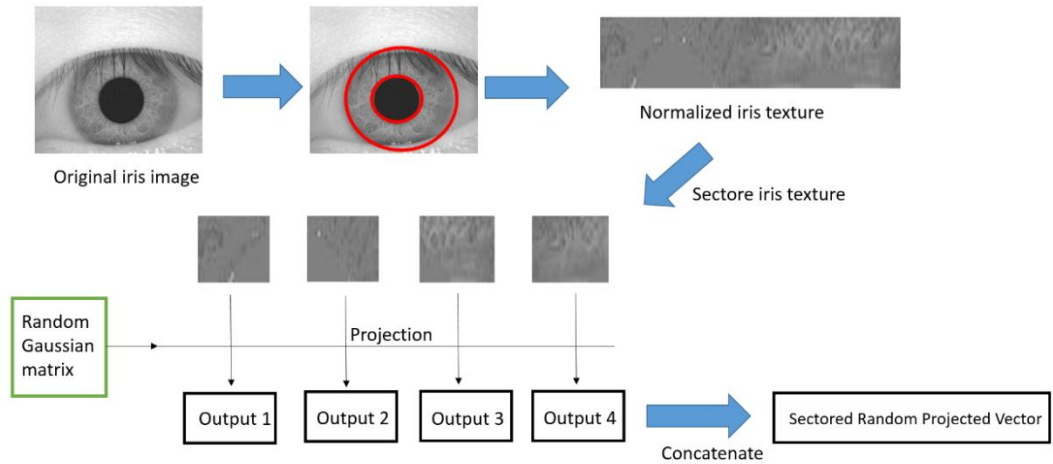 Original iris image
Normalized iris texture
Sectore iris texture
Random
Gaussian
matrix
Projection
Output 1
Output 2
Output 3
Output 4
Concatenate
Sectored Random Projected Vector